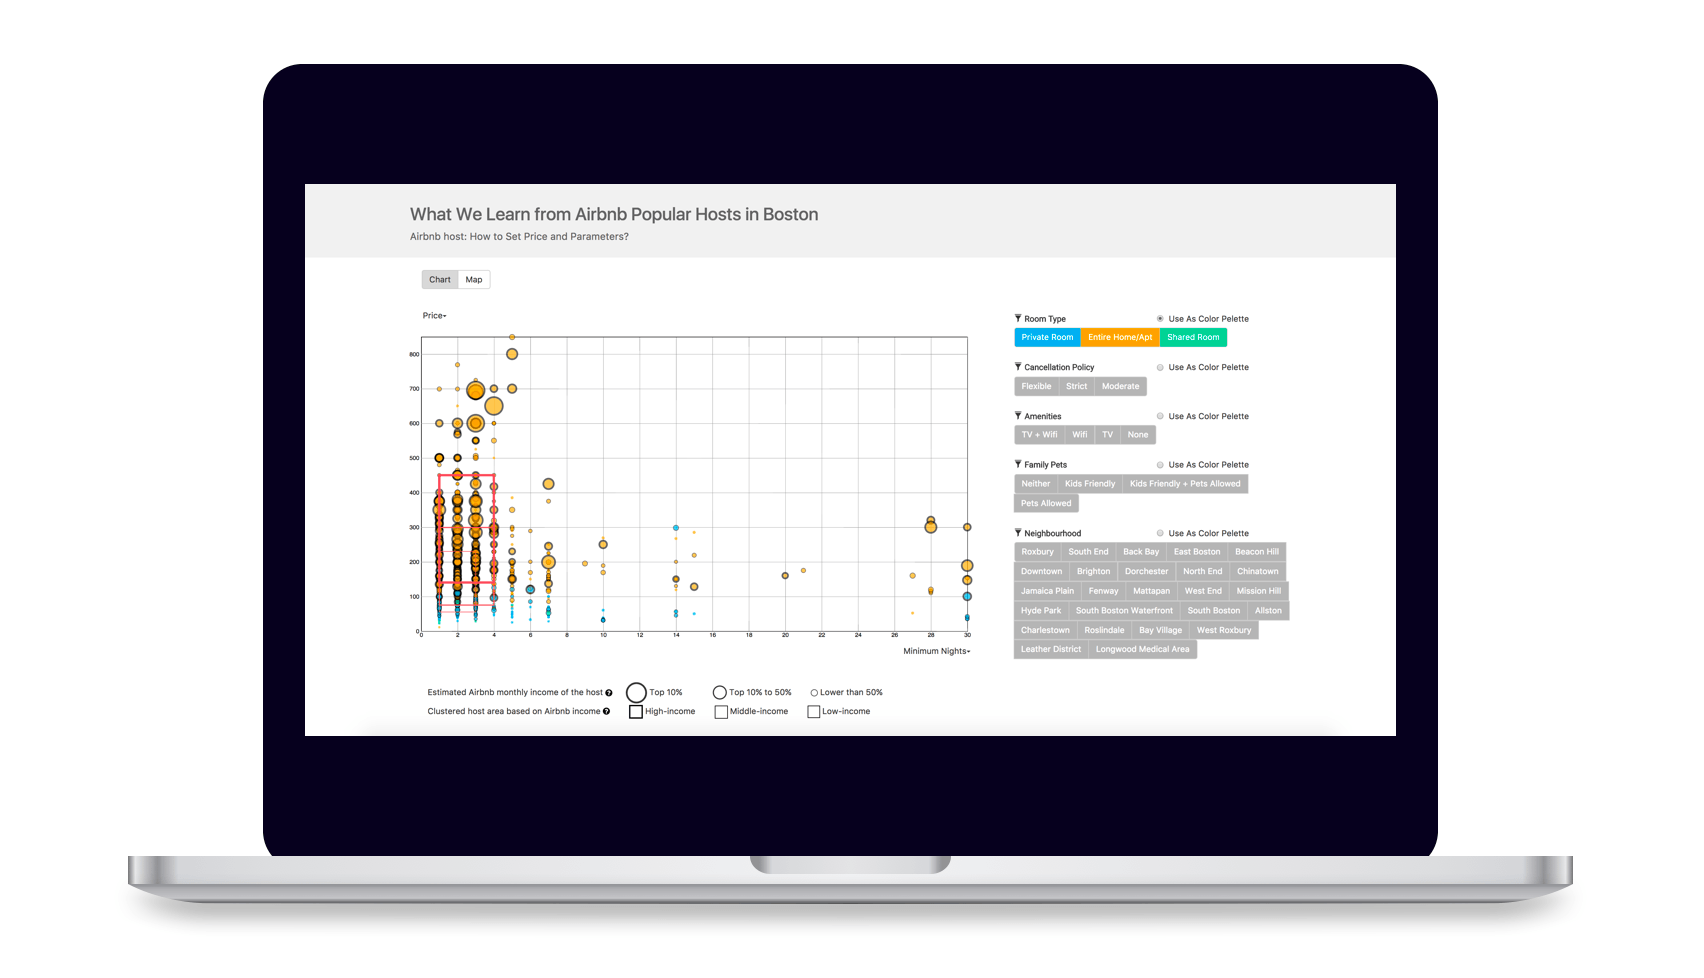 What We Learn from Airbnb Popular Hosts in Boston
Airbnb host: How to Set Price and Parameters?
Chart Map
Price
800
700
600
500
400
300
200
100
0
0 2 4 6 8 10 12 14 16 18 20 22 24 26 28 30
Minimum Nights
Estimated Airbnb monthly income of the host ? Top 10% Top 10% to 50% Lower than 50%
Clustered host area based on Airbnb income ? High-income Middle-income Low-income
Room Type Use As Color Pelette
Private Room Entire Home/Apt Shared Room
Cancellation Policy Use As Color Pelette
Flexible Strict Moderate
Amenities Use As Color Pelette
TV + Wifi Wifi TV None
Family Pets Use As Color Pelette
Neither Kids Friendly Kids Friendly + Pets Allowed
Pets Allowed
Neighbourhood Use As Color Pelette
Roxbury South End Back Bay East Boston Beacon Hill
Downtown Brighton Dorchester North End Chinatown
Jamaica Plain Fenway Mattapan West End Mission Hill
Hyde Park South Boston Waterfront South Boston Allston
Charlestown Roslindale Bay Village West Roxbury
Leather District Longwood Medical Area